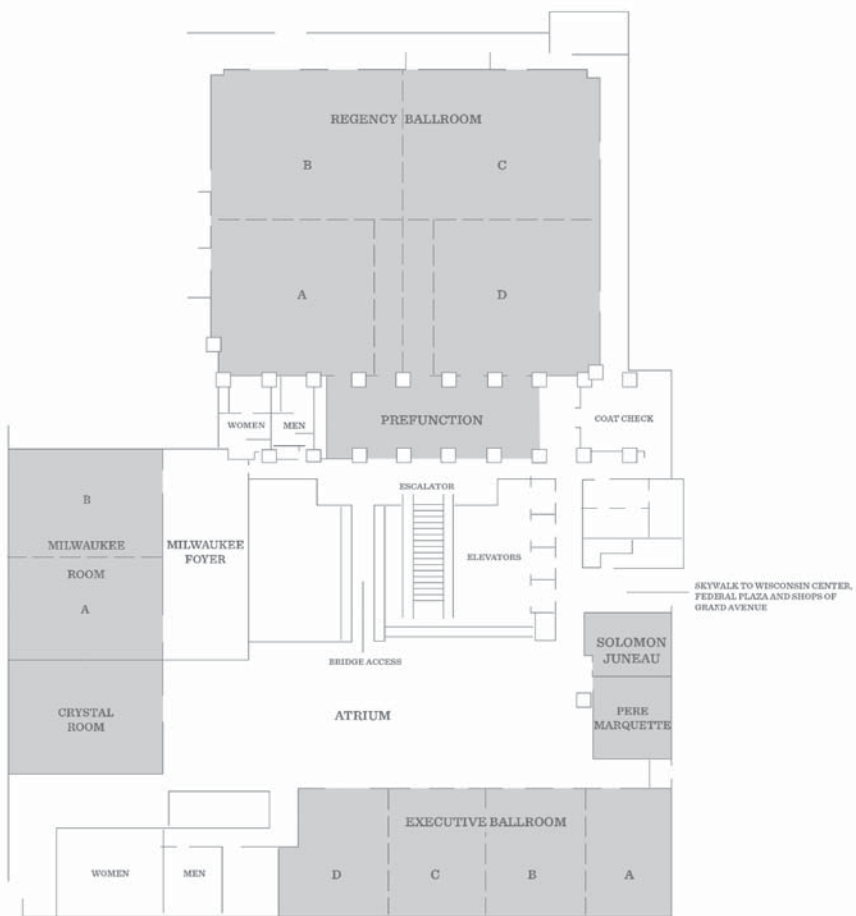 REGENCY BALLROOM
B
C
A
D
PREFUNCTION
WOMEN
MEN
COAT CHECK
ESCALATOR
ELEVATORS
B
MILWAUKEE
ROOM
A
MILWAUKEE
FOYER
SKYWALK TO WISCONSIN CENTER,
FEDERAL PLAZA AND SHOPS OF
GRAND AVENUE
SOLOMON
JUNEAU
BRIDGE ACCESS
CRYSTAL
ROOM
ATRIUM
PERE
MARQUETTE
EXECUTIVE BALLROOM
WOMEN
MEN
D
C
B
A